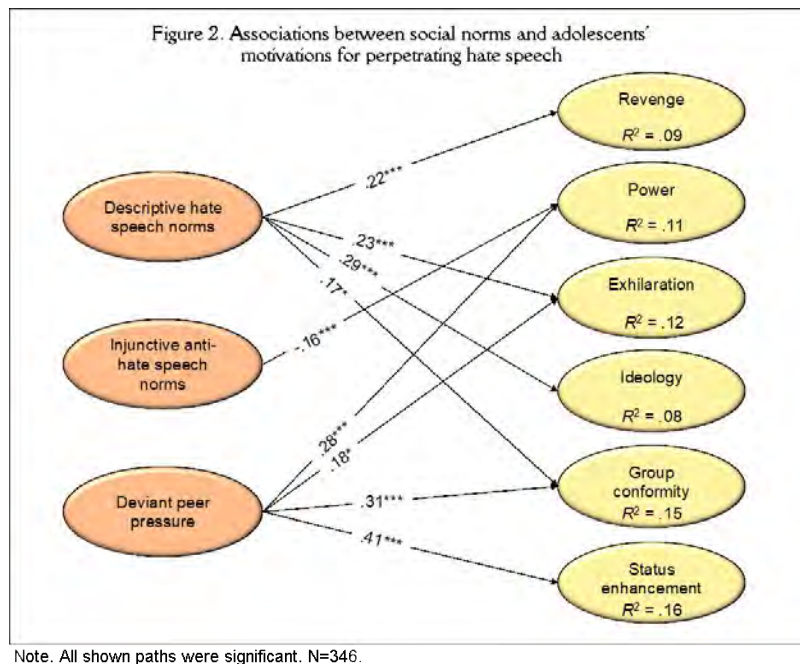 Figure 2. Associations between social norms and adolescents'
motivations for perpetrating hate speech
Revenge
R² = .09
Descriptive hate
speech norms
.22***
Power
R² = .11
.23***
.29***
.17*
Exhilaration
R² = .12
Injunctive anti-
hate speech
norms
-.16***
Ideology
R² = .08
.28***
.18*
Deviant peer
pressure
.31***
Group
conformity
R² = .15
.41***
Status
enhancement
R² = .16
Note. All shown paths were significant. N=346.